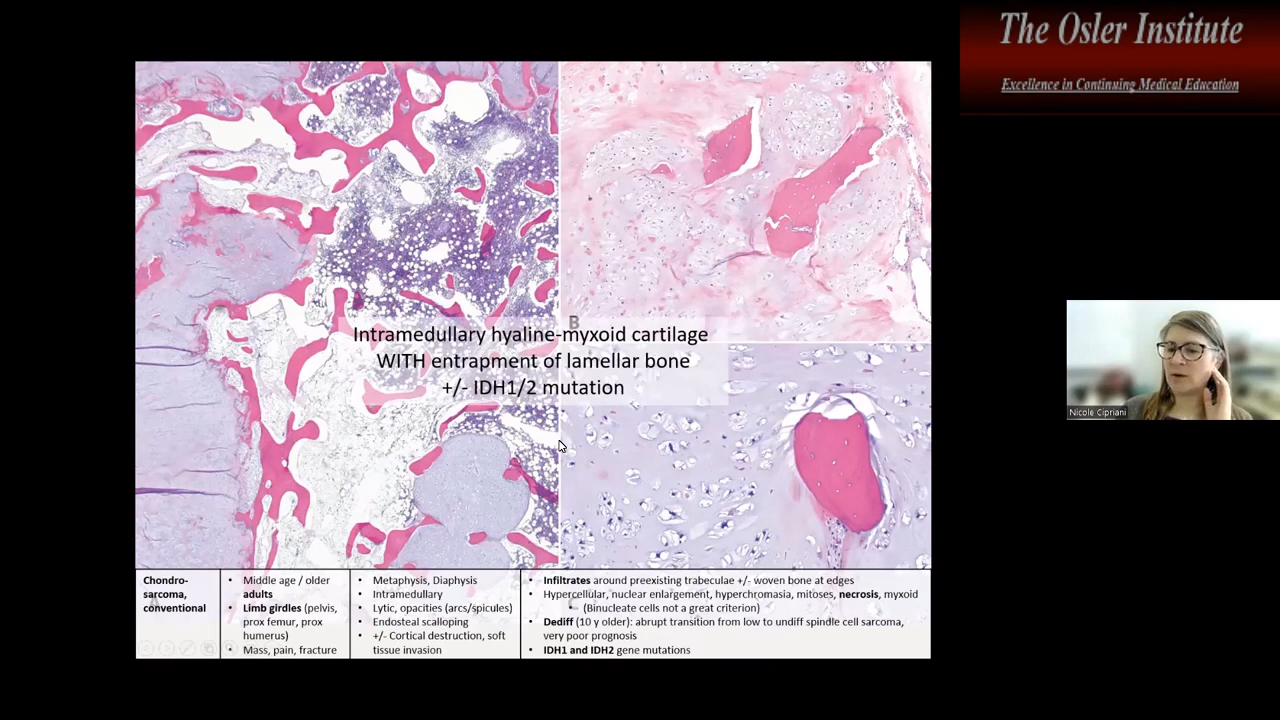 The Osler Institute
Excellence in Continuing Medical Education
B
Intramedullary hyaline-myxoid cartilage
WITH entrapment of lamellar bone
+/- IDH1/2 mutation
Nicole Cipriani
Chondro-
sarcoma,
conventional
• Middle age / older
adults
• Limb girdles (pelvis,
prox femur, prox
humerus)
• Mass, pain, fracture
• Metaphysis, Diaphysis
• Intramedullary
• Lytic, opacities (arcs/spicules)
• Endosteal scalloping
• +/- Cortical destruction, soft
tissue invasion
• Infiltrates around preexisting trabeculae +/- woven bone at edges
• Hypercellular, nuclear enlargement, hyperchromasia, mitoses, necrosis, myxoid
• (Binucleate cells not a great criterion)
• Dediff (10 y older): abrupt transition from low to undiff spindle cell sarcoma,
very poor prognosis
• IDH1 and IDH2 gene mutations